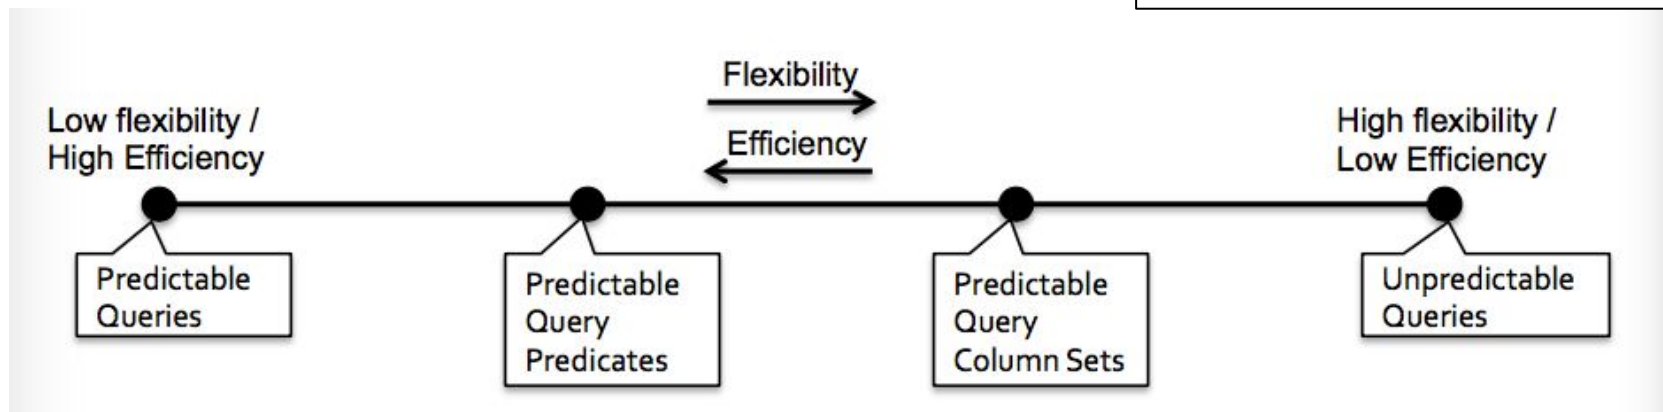 Flexibility
Efficiency
Low flexibility /
High Efficiency
High flexibility /
Low Efficiency
Predictable
Queries
Predictable
Query
Predicates
Predictable
Query
Column Sets
Unpredictable
Queries